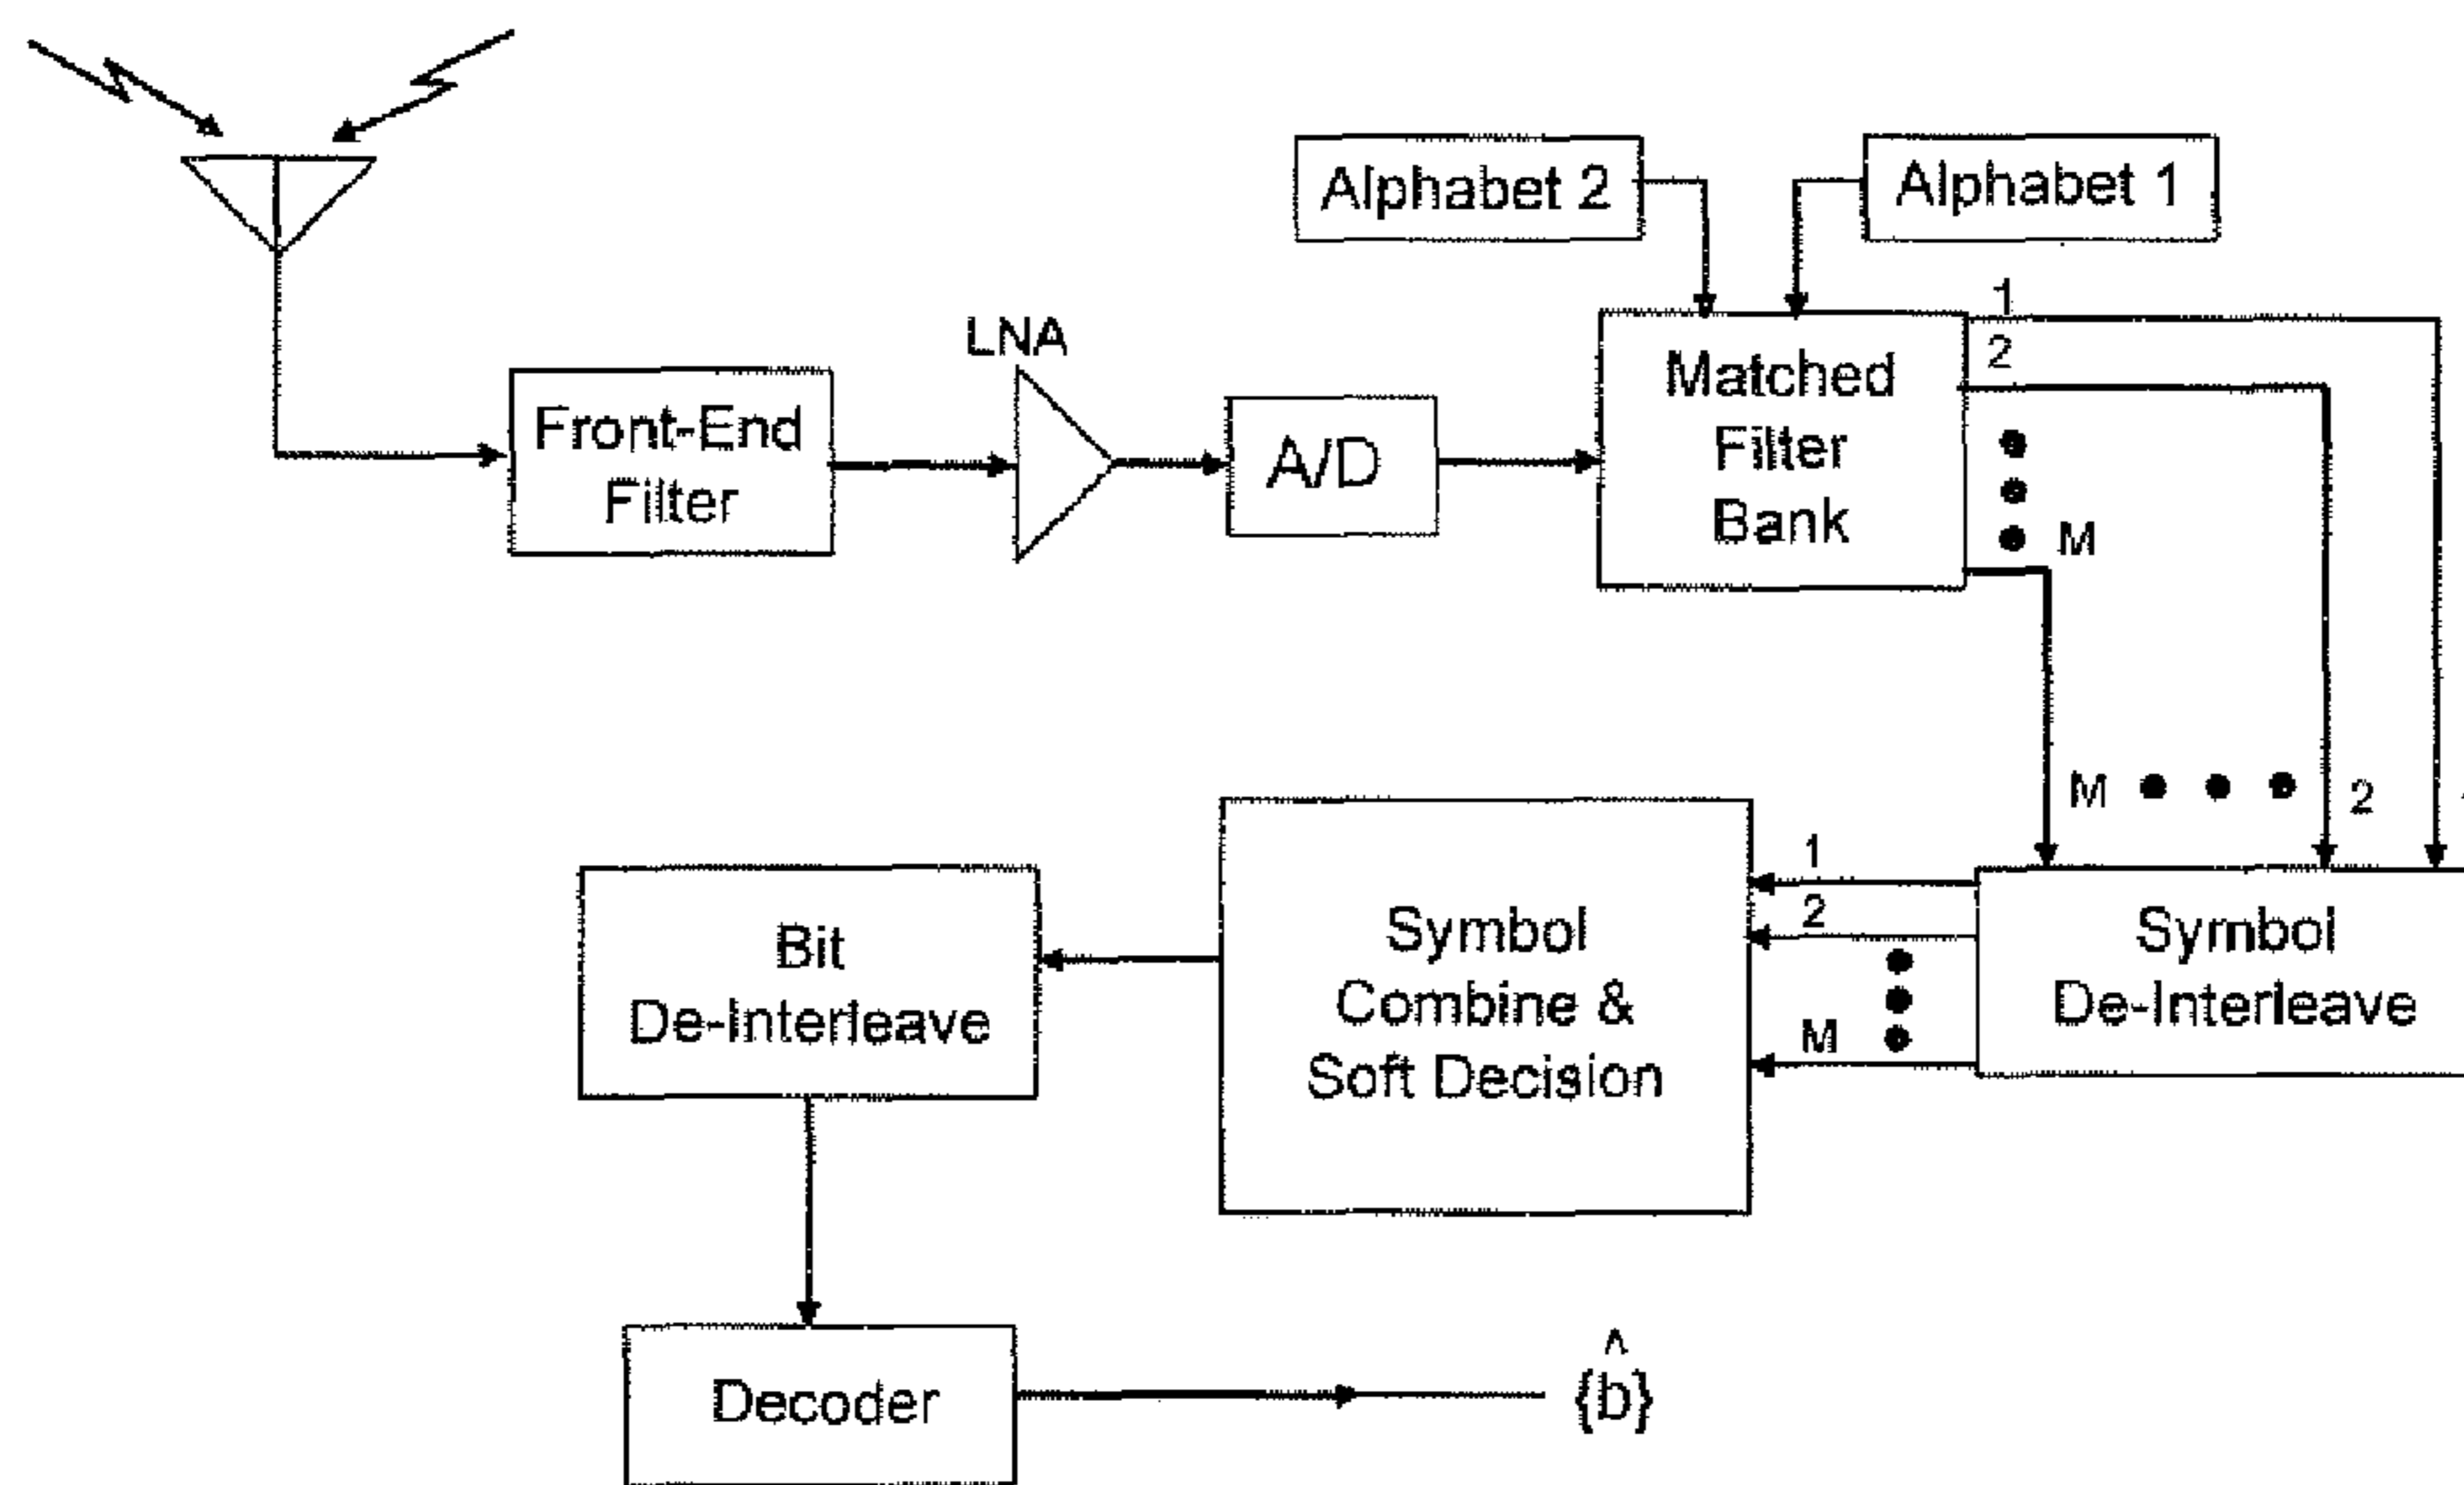 Alphabet 2
Alphabet 1
LNA
Front-End
Filter
A/D
Matched
Filter
Bank
1
2
M
M
2
1
2
M
Symbol
De-Interleave
Symbol
Combine &
Soft Decision
Bit
De-Interleave
Decoder
{b̂}